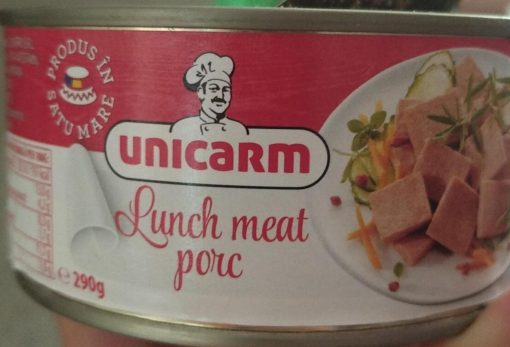 PRODUS ÎN
SATU MARE
UNICARM
Lunch meat
porc
e 290g